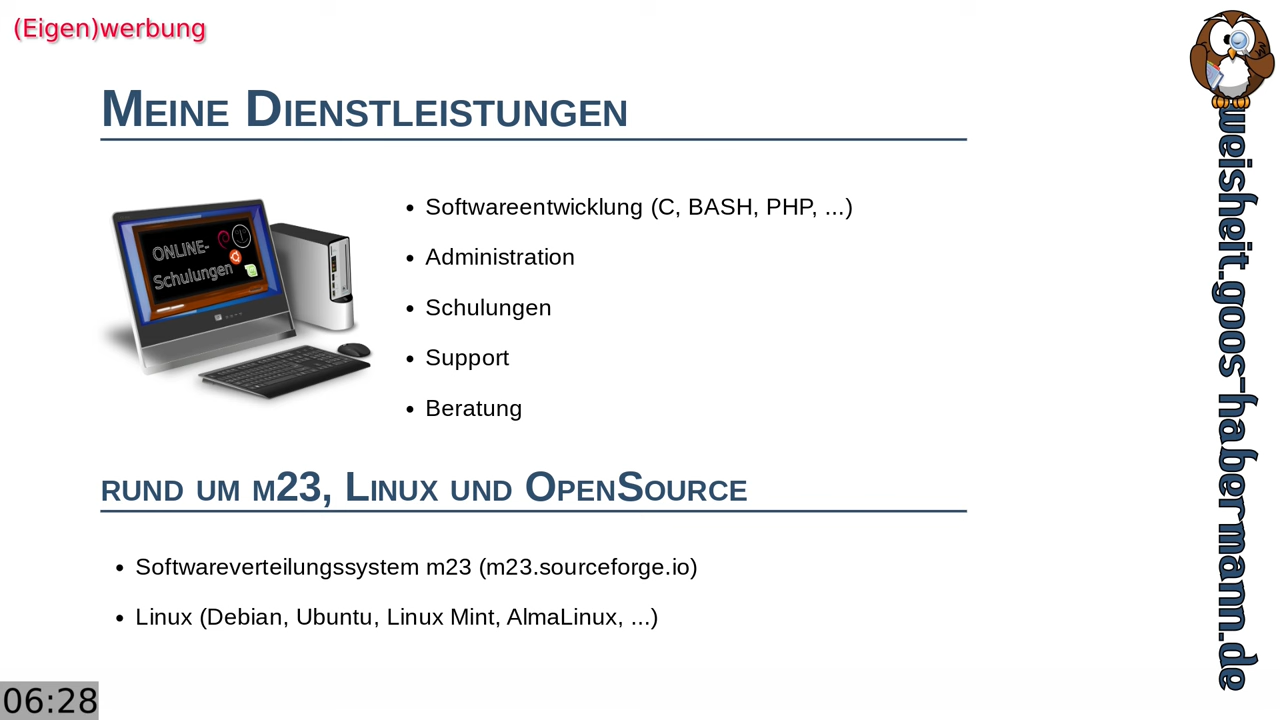 (Eigen)werbung
Meine Dienstleistungen
ONLINE-
Schulungen
• Softwareentwicklung (C, BASH, PHP, ...)
• Administration
• Schulungen
• Support
• Beratung
rund um m23, Linux und OpenSource
• Softwareverteilungssystem m23 (m23.sourceforge.io)
• Linux (Debian, Ubuntu, Linux Mint, AlmaLinux, ...)
weisheit.goos-habermann.de
06:28